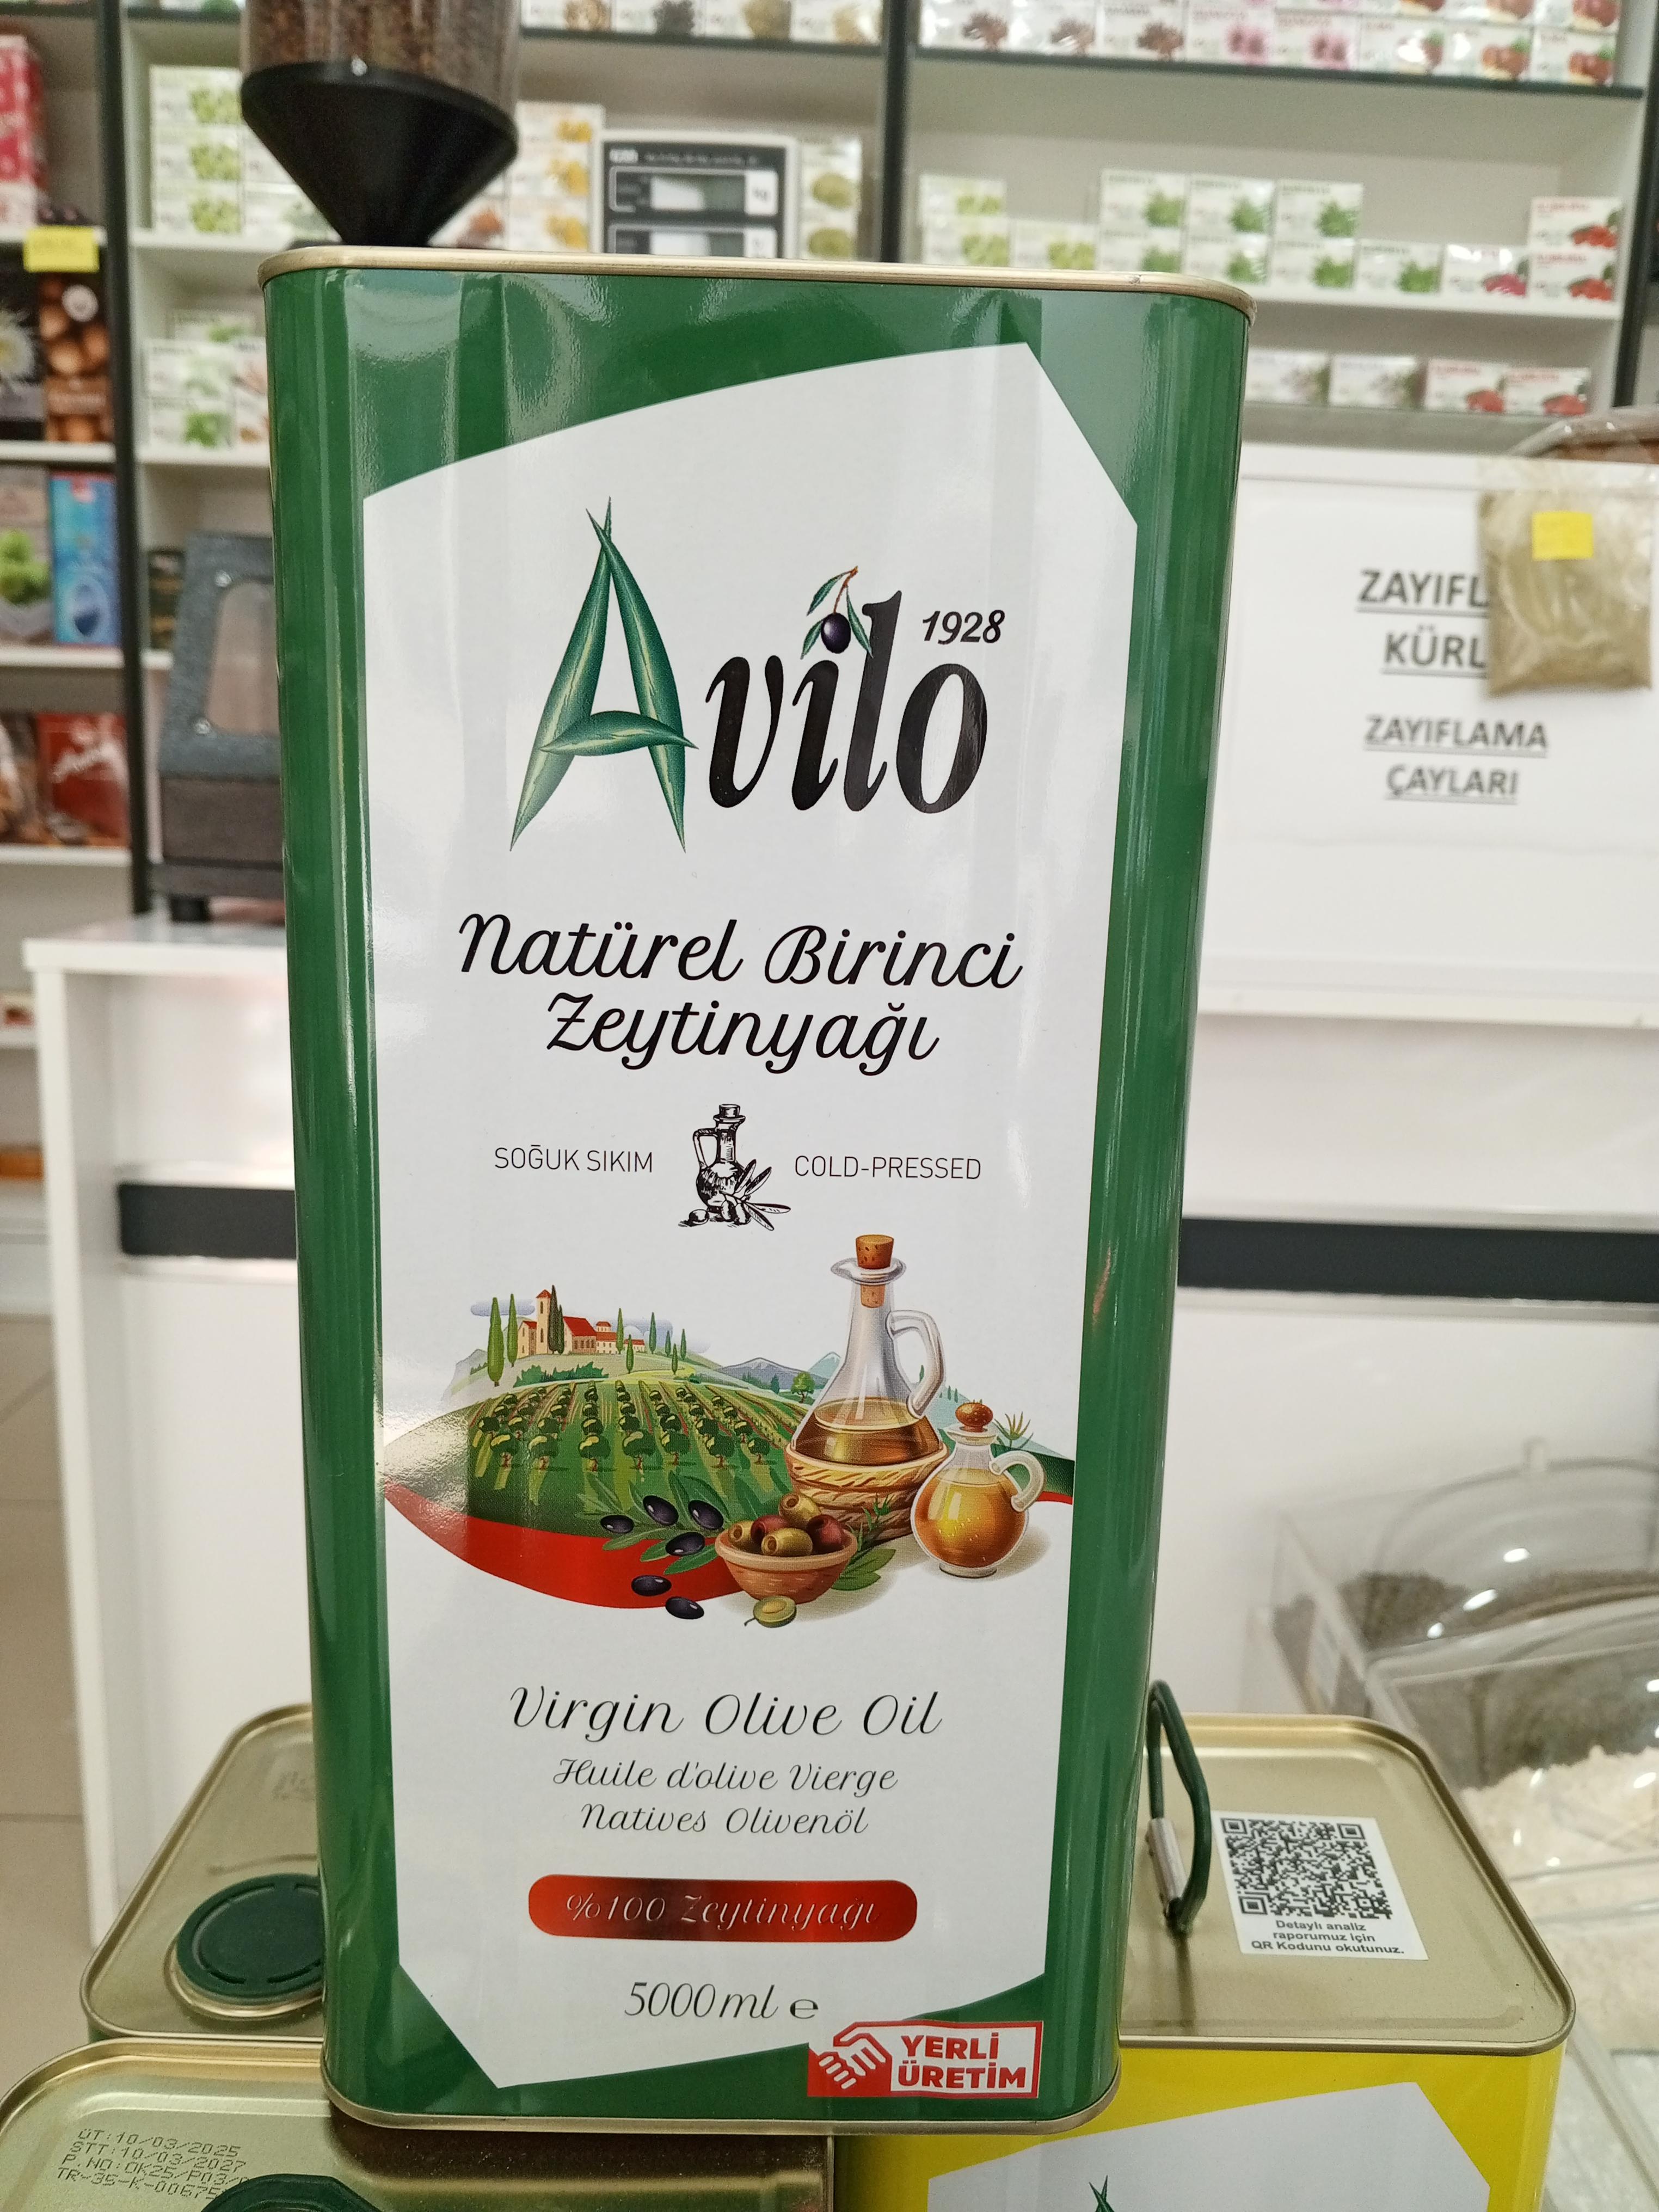 Avilo
1928
Natürel Birinci
Zeytinyağı
SOĞUK SIKIM
COLD-PRESSED
Virgin Olive Oil
Huile d'olive Vierge
Natives Olivenöl
%100 Zeytinyağı
5000 ml e
YERLİ
ÜRETİM
ZAYIFLAMA
ÇAYLARI
Detaylı analiz
raporumuz için
QR Kodunu okutunuz.
ÜT:10/03/2025
STT:10/03/2027